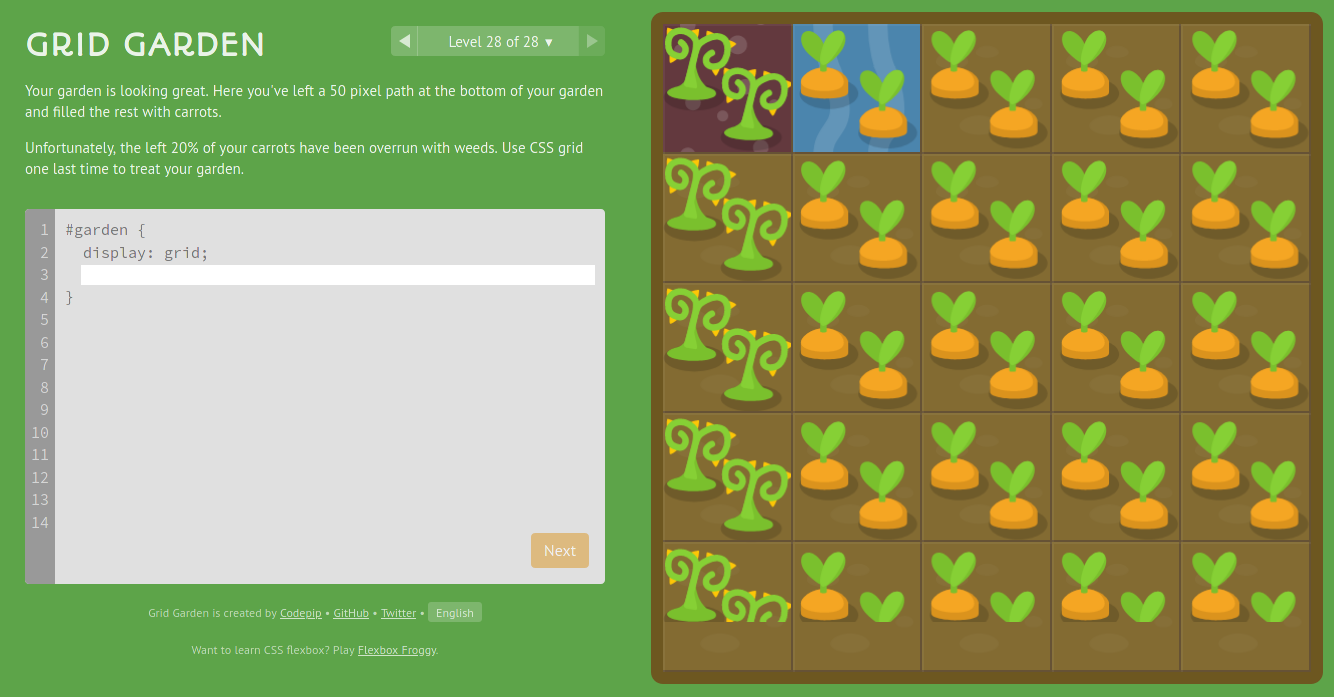 GRID GARDEN
Level 28 of 28 ▼
Your garden is looking great. Here you've left a 50 pixel path at the bottom of your garden
and filled the rest with carrots.
Unfortunately, the left 20% of your carrots have been overrun with weeds. Use CSS grid
one last time to treat your garden.
1 #garden {
2 display: grid;
3
4 }
5
6
7
8
9
10
11
12
13
14
Next
Grid Garden is created by Codepip • GitHub • Twitter • English
Want to learn CSS flexbox? Play Flexbox Froggy.